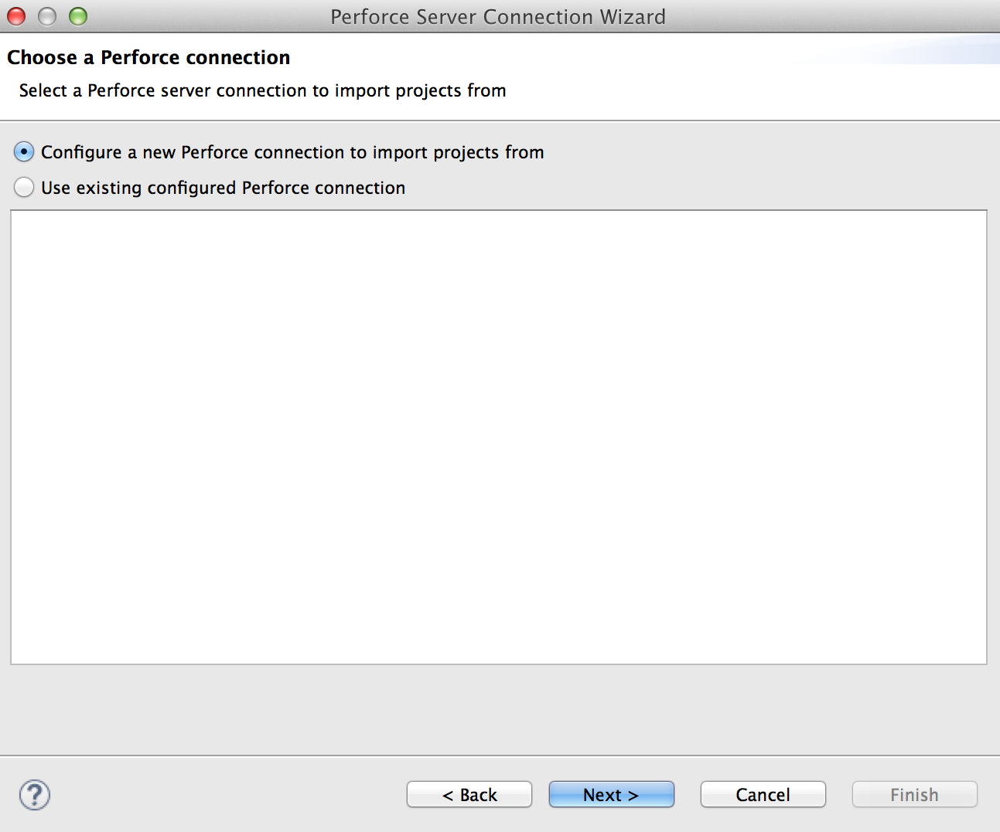 Perforce Server Connection Wizard
Choose a Perforce connection
Select a Perforce server connection to import projects from
Configure a new Perforce connection to import projects from
Use existing configured Perforce connection
?
< Back
Next >
Cancel
Finish